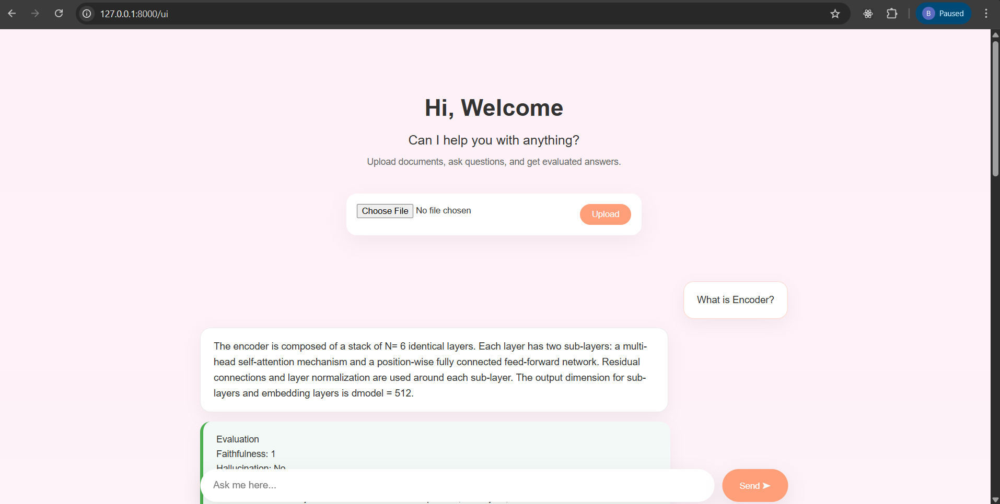 127.0.0.1:8000/ui
B Paused
Hi, Welcome
Can I help you with anything?
Upload documents, ask questions, and get evaluated answers.
Choose File No file chosen
Upload
What is Encoder?
The encoder is composed of a stack of N= 6 identical layers. Each layer has two sub-layers: a multi-
head self-attention mechanism and a position-wise fully connected feed-forward network. Residual
connections and layer normalization are used around each sub-layer. The output dimension for sub-
layers and embedding layers is dmodel = 512.
Evaluation
Faithfulness: 1
Hallucination: No
Ask me here...
Send ➤